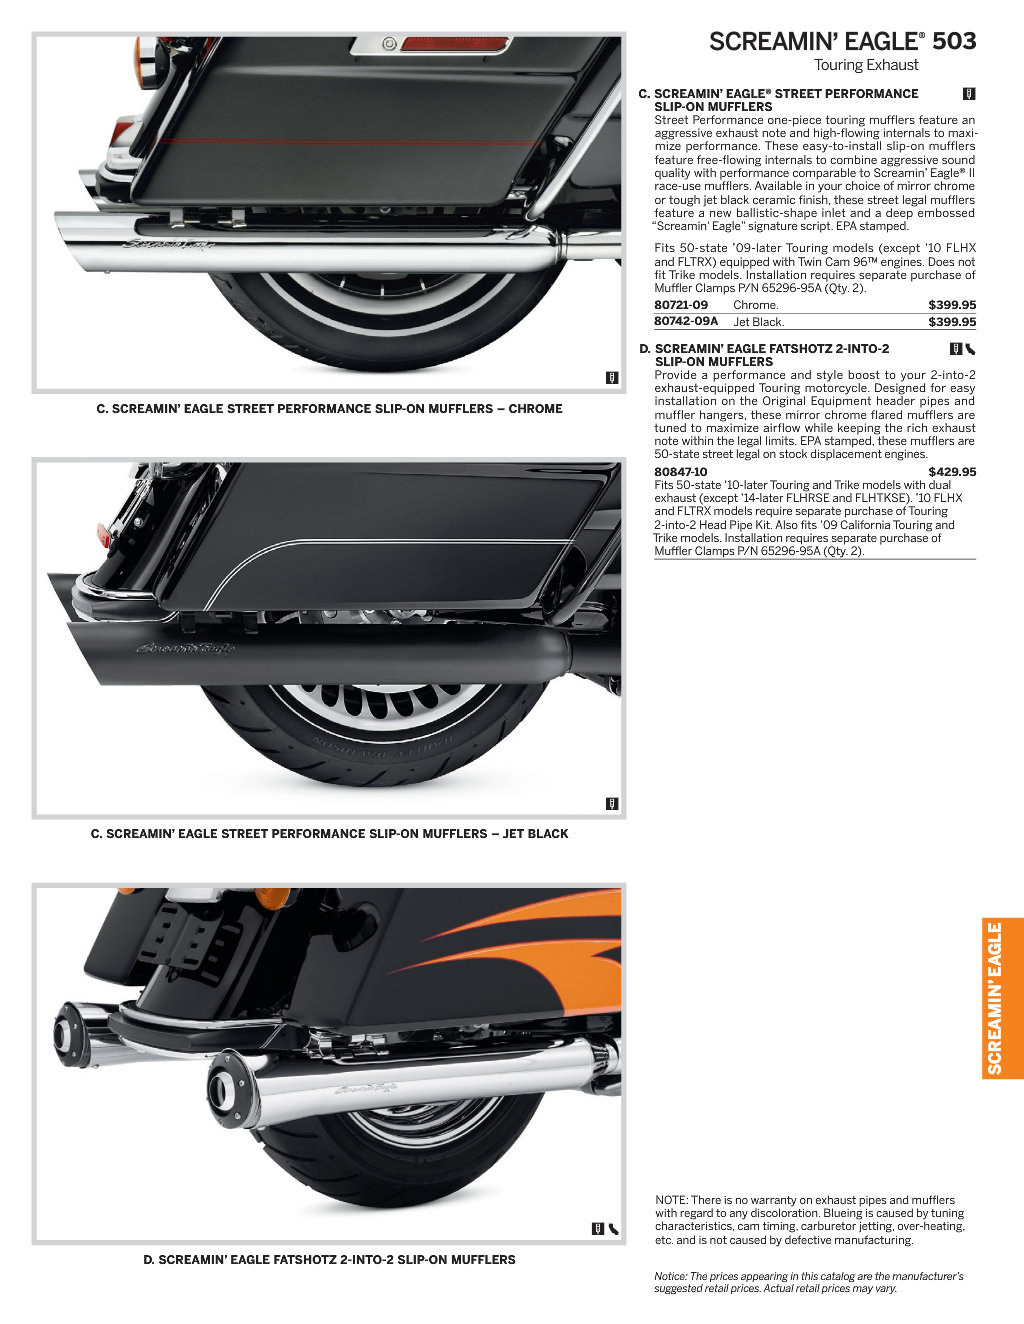 SCREAMIN’ EAGLE® 503
Touring Exhaust
C. SCREAMIN’ EAGLE® STREET PERFORMANCE
SLIP-ON MUFFLERS
Street Performance one-piece touring mufflers feature an
aggressive exhaust note and high-flowing internals to maxi-
mize performance. These easy-to-install slip-on mufflers
feature free-flowing internals to combine aggressive sound
quality with performance comparable to Screamin’ Eagle® II
race-use mufflers. Available in your choice of mirror chrome
or tough jet black ceramic finish, these street legal mufflers
feature a new ballistic-shape inlet and a deep embossed
“Screamin’ Eagle” signature script. EPA stamped.
Fits 50-state ’09-later Touring models (except ’10 FLHX
and FLTRX) equipped with Twin Cam 96™ engines. Does not
fit Trike models. Installation requires separate purchase of
Muffler Clamps P/N 65296-95A (Qty. 2).
80721-09 Chrome. $399.95
80742-09A Jet Black. $399.95
D. SCREAMIN’ EAGLE FATSHOTZ 2-INTO-2
SLIP-ON MUFFLERS
Provide a performance and style boost to your 2-into-2
exhaust-equipped Touring motorcycle. Designed for easy
installation on the Original Equipment header pipes and
muffler hangers, these mirror chrome flared mufflers are
tuned to maximize airflow while keeping the rich exhaust
note within the legal limits. EPA stamped, these mufflers are
50-state street legal on stock displacement engines.
80847-10 $429.95
Fits 50-state ’10-later Touring and Trike models with dual
exhaust (except ’14-later FLHRSE and FLHTKSE). ’10 FLHX
and FLTRX models require separate purchase of Touring
2-into-2 Head Pipe Kit. Also fits ’09 California Touring and
Trike models. Installation requires separate purchase of
Muffler Clamps P/N 65296-95A (Qty. 2).
Screamin' Eagle
C. SCREAMIN’ EAGLE STREET PERFORMANCE SLIP-ON MUFFLERS – CHROME
Screamin' Eagle
HARLEY-DAVIDSON
C. SCREAMIN’ EAGLE STREET PERFORMANCE SLIP-ON MUFFLERS – JET BLACK
Screamin' Eagle
D. SCREAMIN’ EAGLE FATSHOTZ 2-INTO-2 SLIP-ON MUFFLERS
SCREAMIN’ EAGLE
NOTE: There is no warranty on exhaust pipes and mufflers
with regard to any discoloration. Blueing is caused by tuning
characteristics, cam timing, carburetor jetting, over-heating,
etc. and is not caused by defective manufacturing.
Notice: The prices appearing in this catalog are the manufacturer’s
suggested retail prices. Actual retail prices may vary.